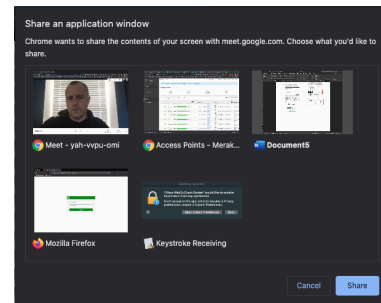 Share an application window
Chrome wants to share the contents of your screen with meet.google.com. Choose what you'd like to
share.
Meet - yah-vvpu-omi
Access Points - Merak...
Document5
Mozilla Firefox
Keystroke Receiving
Cancel
Share